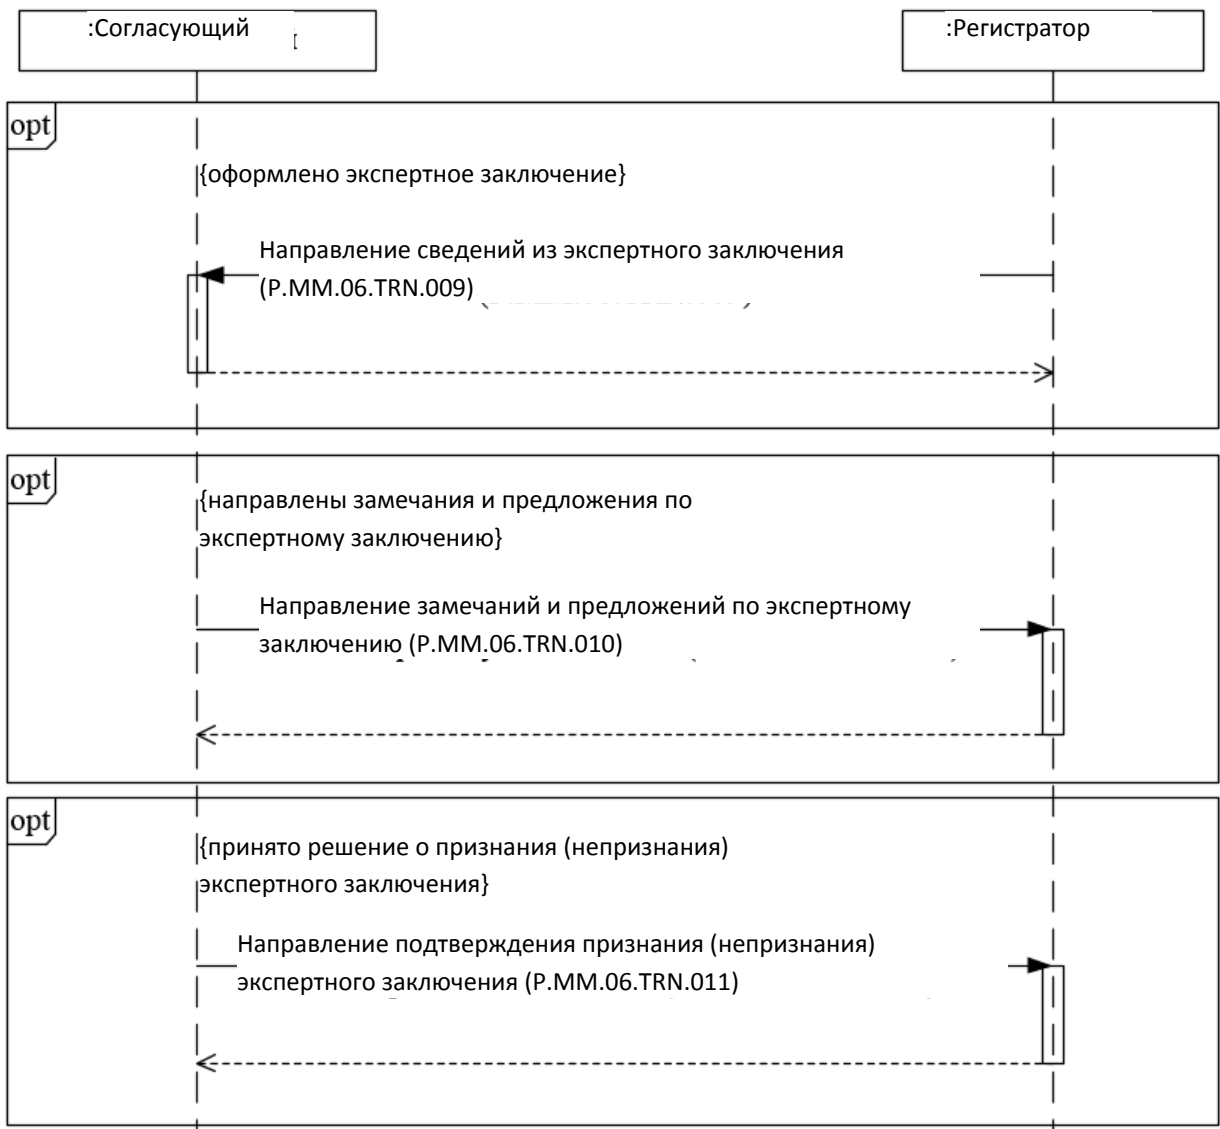 :Согласующий
:Регистратор
opt
{оформлено экспертное заключение}
Направление сведений из экспертного заключения
(P.MM.06.TRN.009)
opt
{направлены замечания и предложения по
экспертному заключению}
Направление замечаний и предложений по экспертному
заключению (P.MM.06.TRN.010)
opt
{принято решение о признания (непризнания)
экспертного заключения}
Направление подтверждения признания (непризнания)
экспертного заключения (P.MM.06.TRN.011)